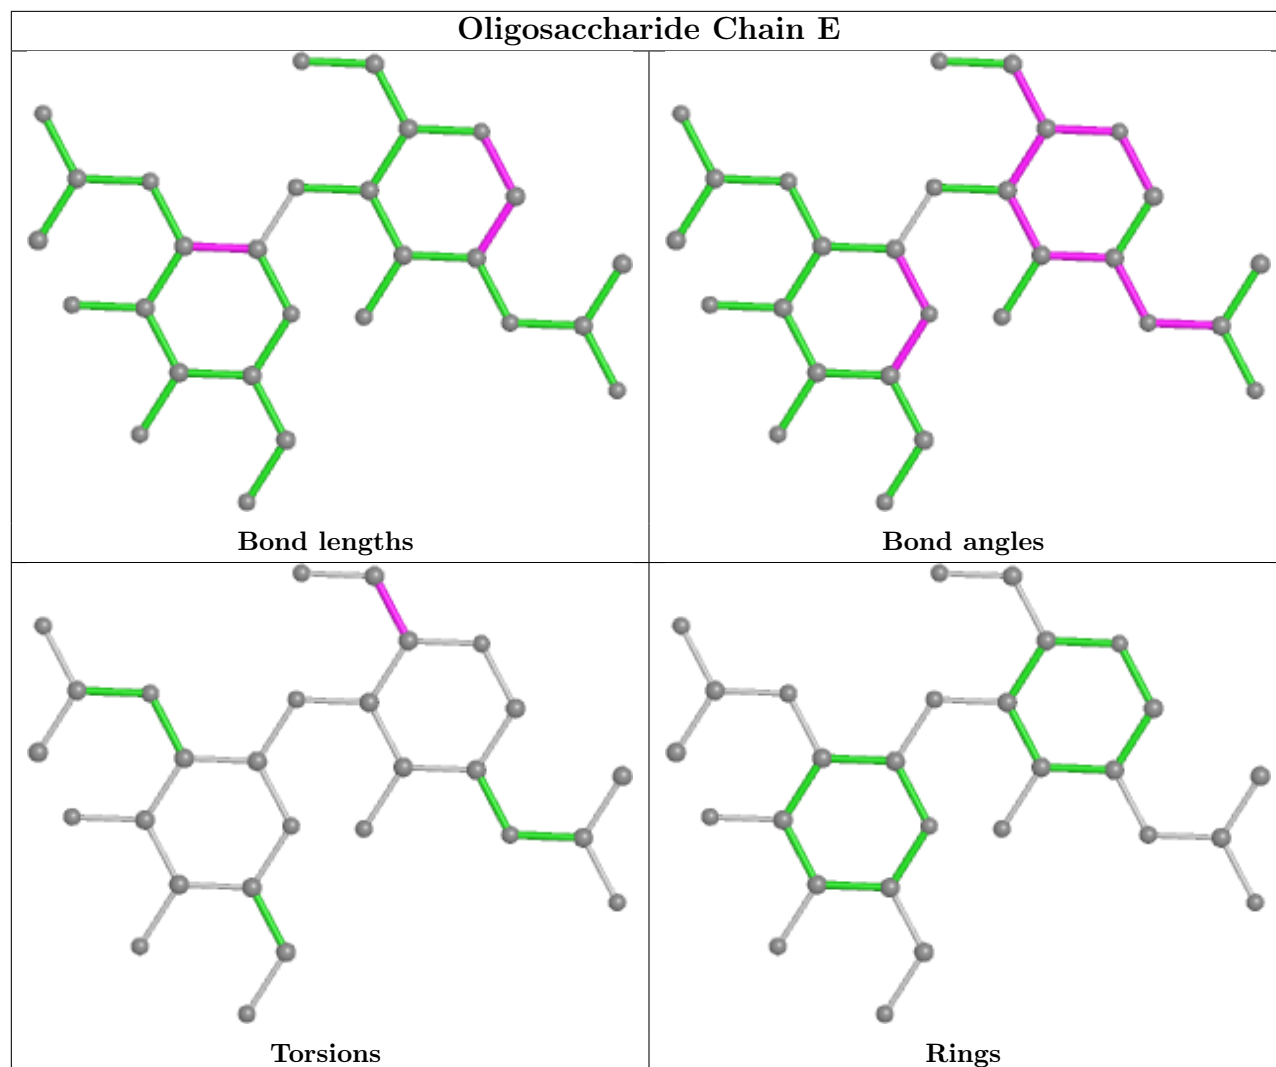 Oligosaccharide Chain E
Bond lengths
Bond angles
Torsions
Rings